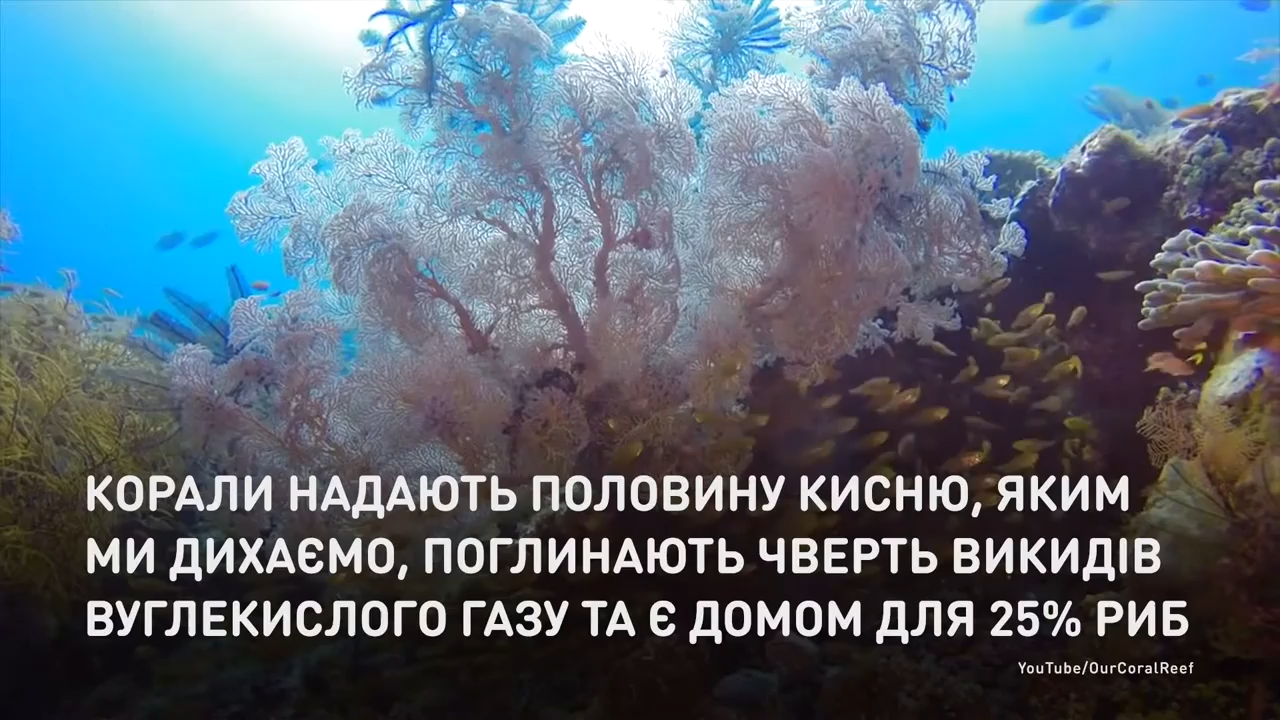 КОРАЛИ НАДАЮТЬ ПОЛОВИНУ КИСНЮ, ЯКИМ
МИ ДИХАЄМО, ПОГЛИНАЮТЬ ЧВЕРТЬ ВИКИДІВ
ВУГЛЕКИСЛОГО ГАЗУ ТА Є ДОМОМ ДЛЯ 25% РИБ
YouTube/OurCoralReef